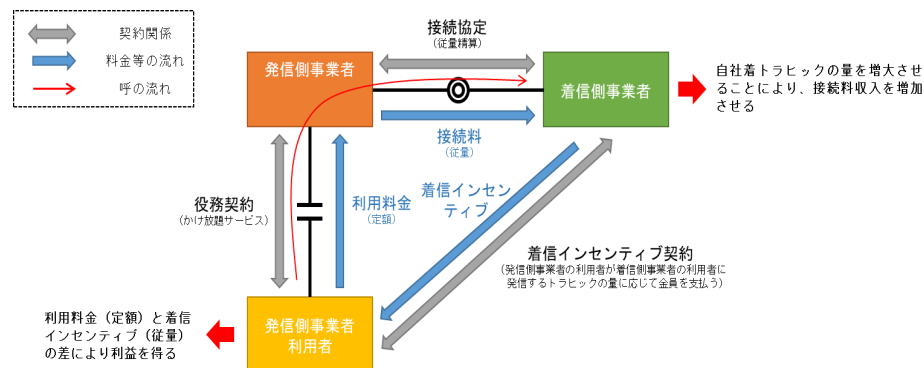 契約関係
料金等の流れ
呼の流れ
接続協定
(従量精算)
発信側事業者
着信側事業者
自社着トラヒックの量を増大させ
ることにより、接続料収入を増加
させる
接続料
(従量)
役務契約
(かけ放題サービス)
利用料金
(定額)
着信インセン
ティブ
着信インセンティブ契約
(発信側事業者の利用者が着信側事業者の利用者に
発信するトラヒックの量に応じて金員を支払う)
利用料金（定額）と着信
インセンティブ（従量）
の差により利益を得る
発信側事業者
利用者